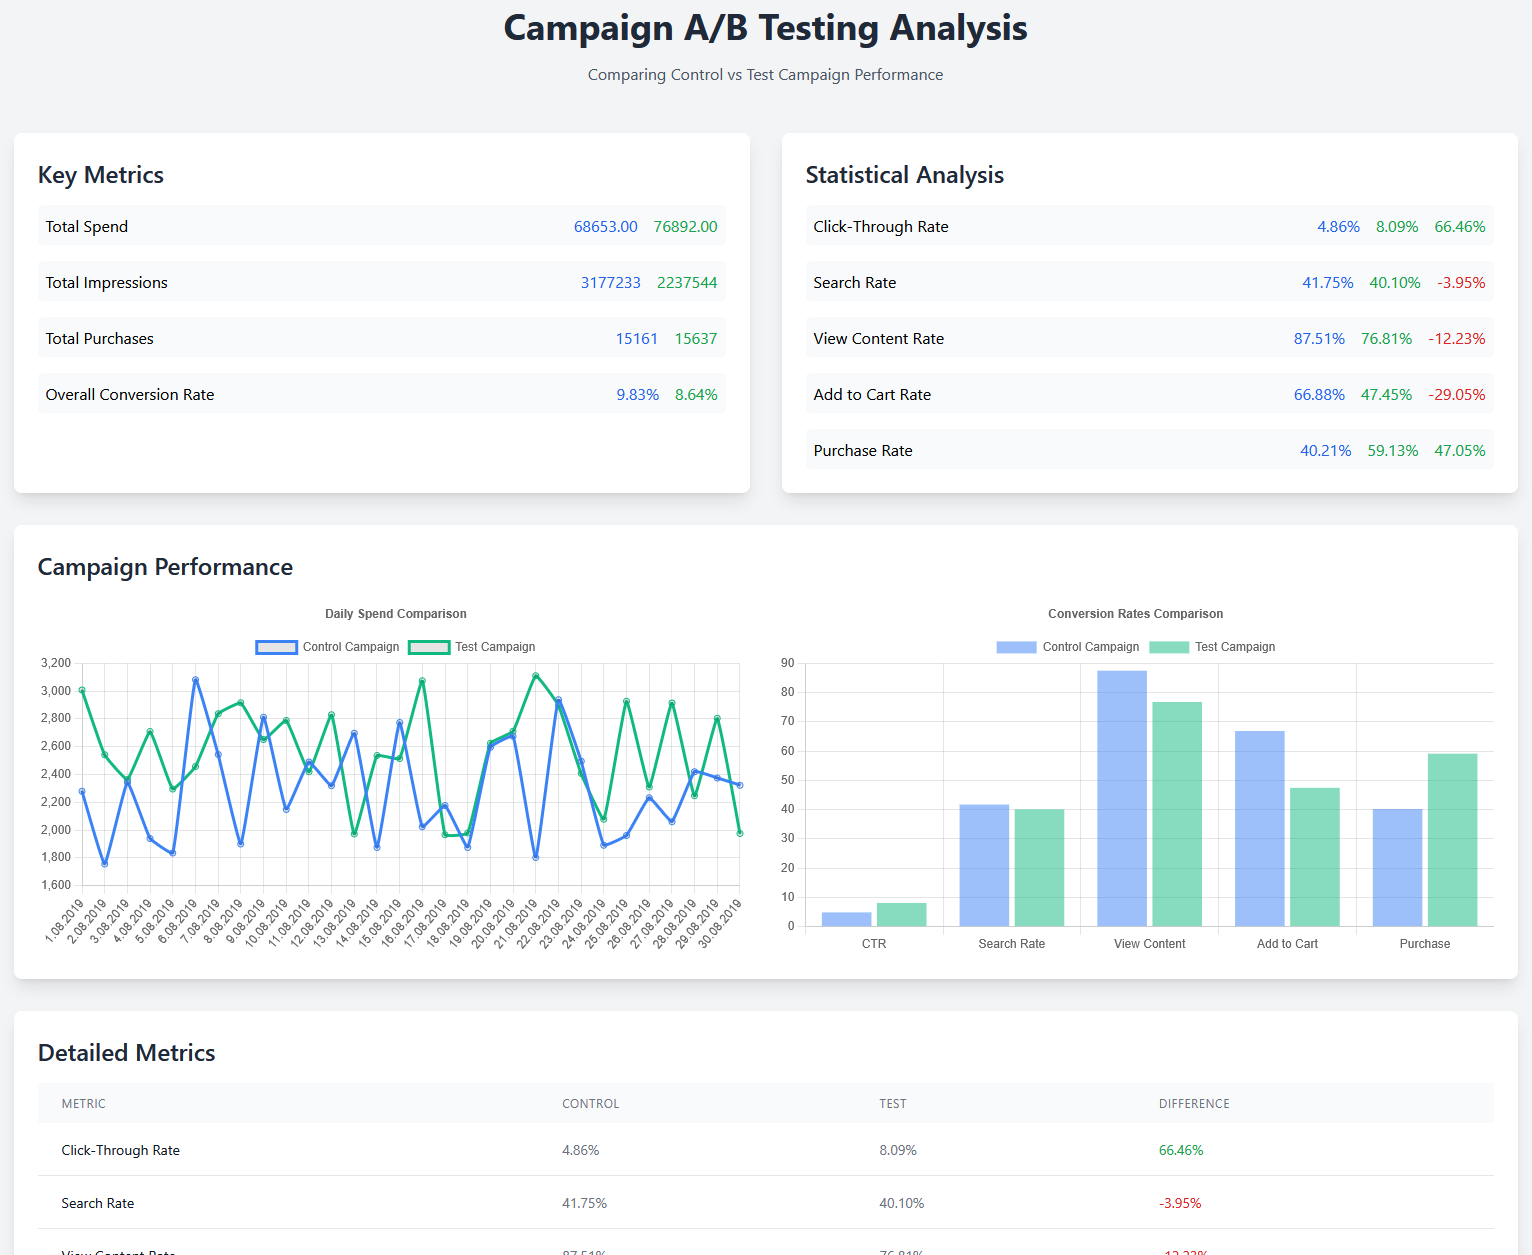 Campaign A/B Testing Analysis
Comparing Control vs Test Campaign Performance
Key Metrics
Total Spend 68653.00 76892.00
Total Impressions 3177233 2237544
Total Purchases 15161 15637
Overall Conversion Rate 9.83% 8.64%
Statistical Analysis
Click-Through Rate 4.86% 8.09% 66.46%
Search Rate 41.75% 40.10% -3.95%
View Content Rate 87.51% 76.81% -12.23%
Add to Cart Rate 66.88% 47.45% -29.05%
Purchase Rate 40.21% 59.13% 47.05%
Campaign Performance
Daily Spend Comparison
Control Campaign Test Campaign
3,200
3,000
2,800
2,600
2,400
2,200
2,000
1,800
1,600
1.08.2019 2.08.2019 3.08.2019 4.08.2019 5.08.2019 6.08.2019 7.08.2019 8.08.2019 9.08.2019 10.08.2019 11.08.2019 12.08.2019 13.08.2019 14.08.2019 15.08.2019 16.08.2019 17.08.2019 18.08.2019 19.08.2019 20.08.2019 21.08.2019 22.08.2019 23.08.2019 24.08.2019 25.08.2019 26.08.2019 27.08.2019 28.08.2019 29.08.2019 30.08.2019
Conversion Rates Comparison
Control Campaign Test Campaign
90
80
70
60
50
40
30
20
10
0
CTR Search Rate View Content Add to Cart Purchase
Detailed Metrics
METRIC CONTROL TEST DIFFERENCE
Click-Through Rate 4.86% 8.09% 66.46%
Search Rate 41.75% 40.10% -3.95%
View Content Rate 87.51% 76.81% -12.23%